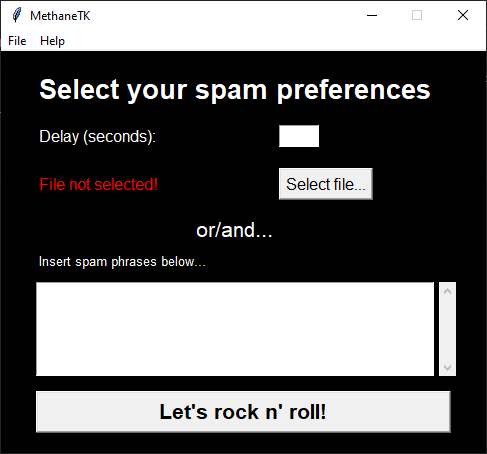 MethaneTK
File Help
Select your spam preferences
Delay (seconds):
File not selected! Select file...
or/and...
Insert spam phrases below...
Let's rock n' roll!